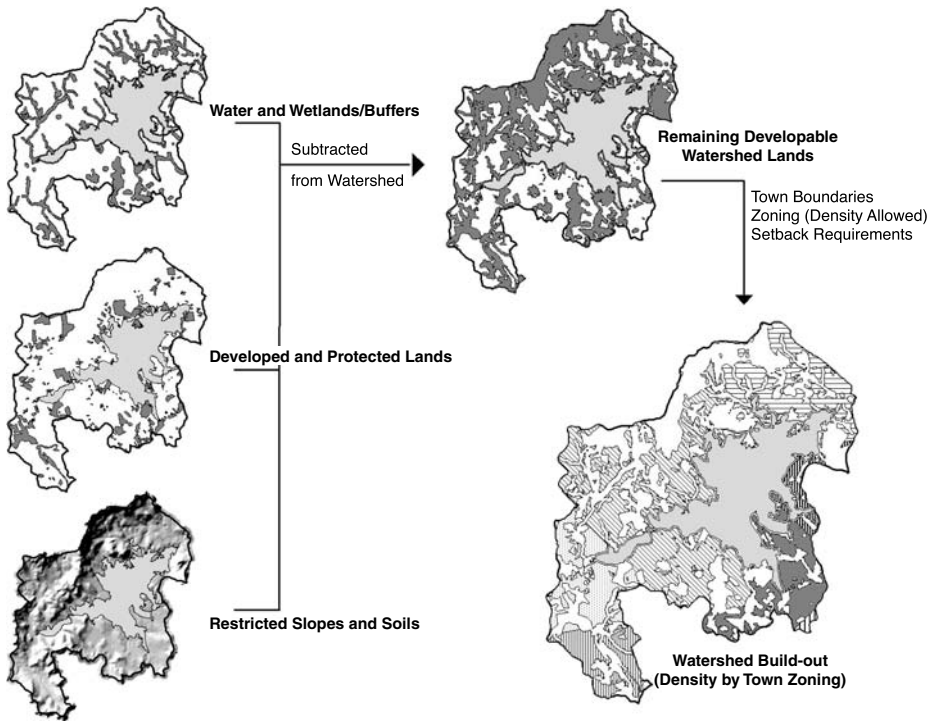 Water and Wetlands/Buffers
Subtracted
from Watershed
Remaining Developable
Watershed Lands
Town Boundaries
Zoning (Density Allowed)
Setback Requirements
Developed and Protected Lands
Restricted Slopes and Soils
Watershed Build-out
(Density by Town Zoning)